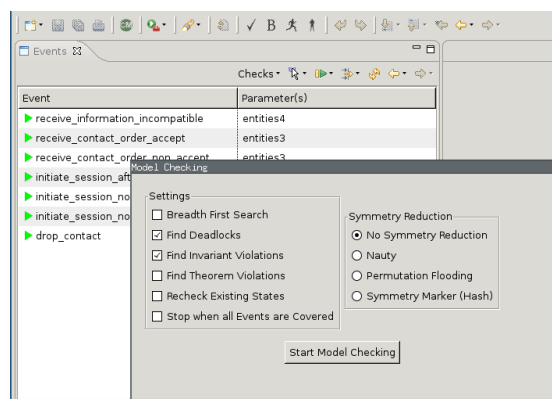 Events
Checks
Event Parameter(s)
receive_information_incompatible entities4
receive_contact_order_accept entities3
receive_contact_order_non_accept entities3
Model Checking
initiate_session_aft
initiate_session_no
initiate_session_no
drop_contact
Settings
Breadth First Search
Find Deadlocks
Find Invariant Violations
Find Theorem Violations
Recheck Existing States
Stop when all Events are Covered
Symmetry Reduction
No Symmetry Reduction
Nauty
Permutation Flooding
Symmetry Marker (Hash)
Start Model Checking